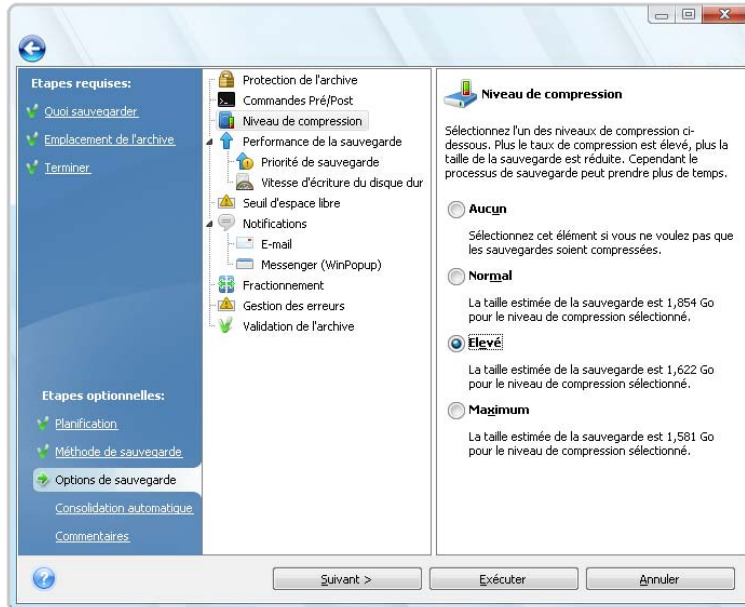 Etapes requises:
Quoi sauvegarder
Emplacement de l'archive
Terminer
Etapes optionnelles:
Planification
Méthode de sauvegarde
Options de sauvegarde
Consolidation automatique
Commentaires
Protection de l'archive
Commandes Pré/Post
Niveau de compression
Performance de la sauvegarde
Priorité de sauvegarde
Vitesse d'écriture du disque dur
Seuil d'espace libre
Notifications
E-mail
Messenger (WinPopup)
Fractionnement
Gestion des erreurs
Validation de l'archive
Niveau de compression
Sélectionnez l'un des niveaux de compression ci-
dessous. Plus le taux de compression est élevé, plus la
taille de la sauvegarde est réduite. Cependant le
processus de sauvegarde peut prendre plus de temps.
Aucun
Sélectionnez cet élément si vous ne voulez pas que
les sauvegardes soient compressées.
Normal
La taille estimée de la sauvegarde est 1,854 Go
pour le niveau de compression sélectionné.
Elevé
La taille estimée de la sauvegarde est 1,622 Go
pour le niveau de compression sélectionné.
Maximum
La taille estimée de la sauvegarde est 1,581 Go
pour le niveau de compression sélectionné.
Suivant >
Exécuter
Annuler